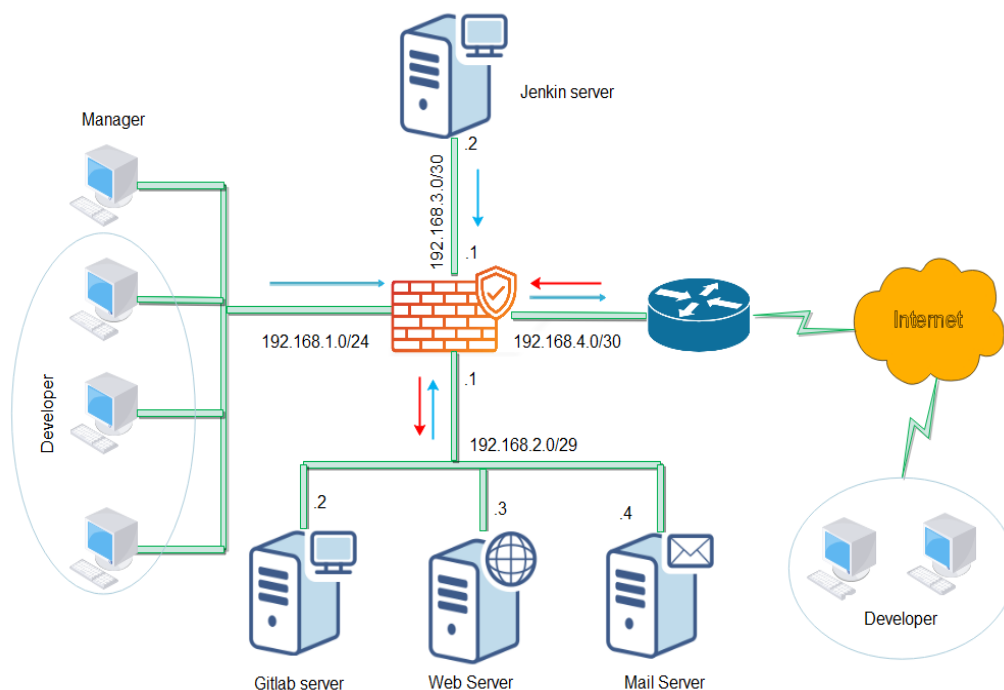 Jenkin server
Manager
.2
192.168.3.0/30
.1
Internet
192.168.1.0/24
192.168.4.0/30
.1
Developer
192.168.2.0/29
.2
.3
.4
Developer
Gitlab server
Web Server
Mail Server